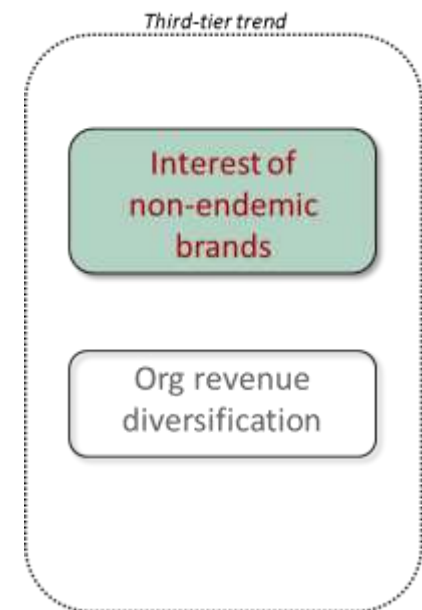 Third-tier trend
Interest of
non-endemic
brands
Org revenue
diversification